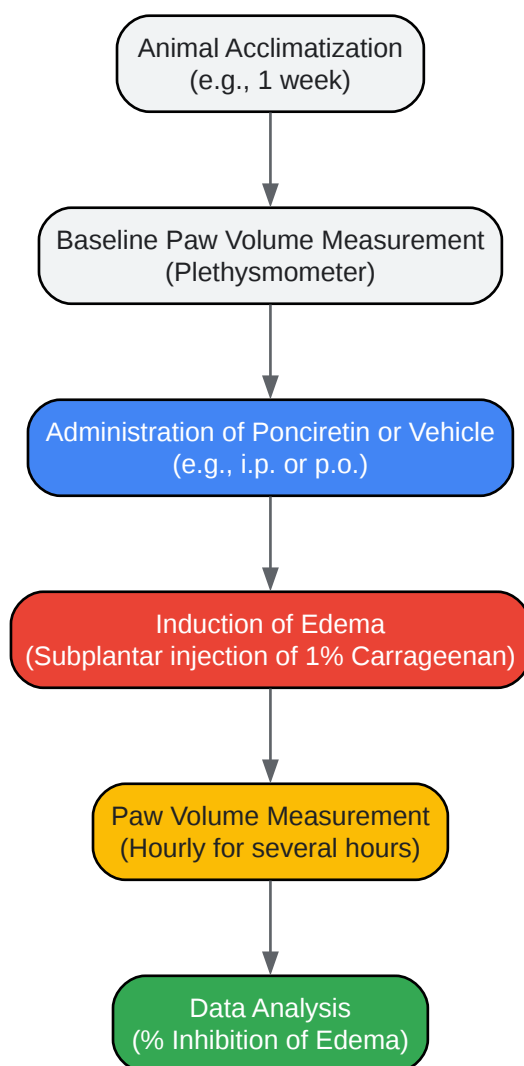 Animal Acclimatization
(e.g., 1 week)
Baseline Paw Volume Measurement
(Plethysmometer)
Administration of Ponciretin or Vehicle
(e.g., i.p. or p.o.)
Induction of Edema
(Subplantar injection of 1% Carrageenan)
Paw Volume Measurement
(Hourly for several hours)
Data Analysis
(% Inhibition of Edema)